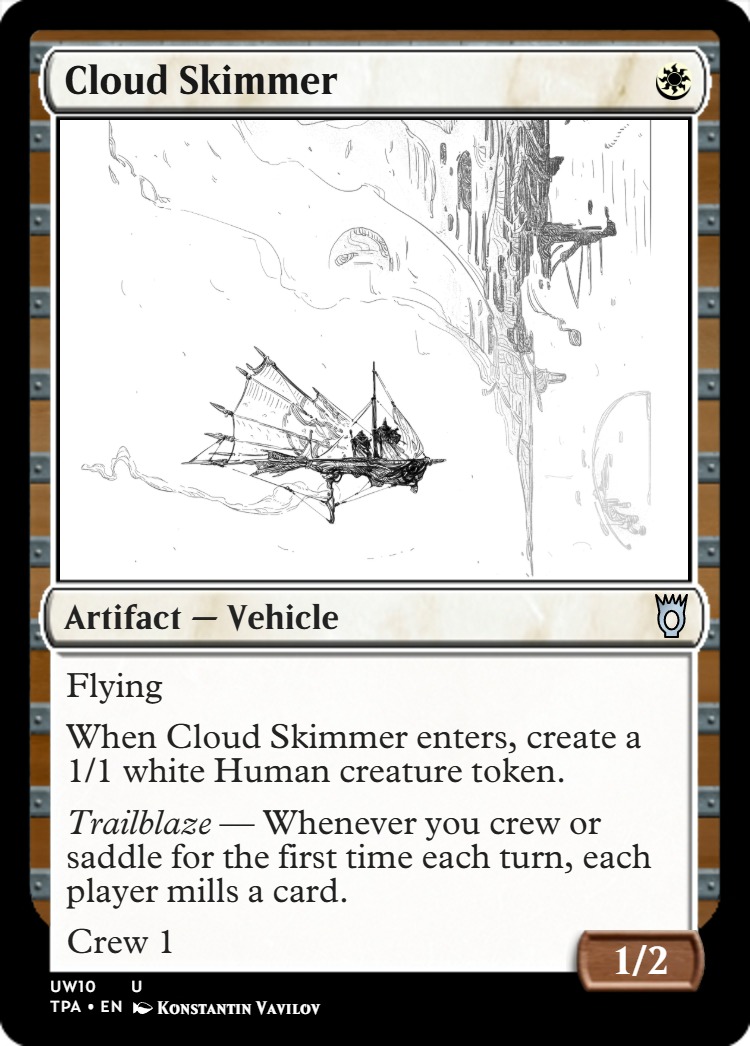 Cloud Skimmer
Artifact — Vehicle
Flying
When Cloud Skimmer enters, create a
1/1 white Human creature token.
Trailblaze — Whenever you crew or
saddle for the first time each turn, each
player mills a card.
Crew 1
1/2
UW10 U
TPA • EN Konstantin Vavilov